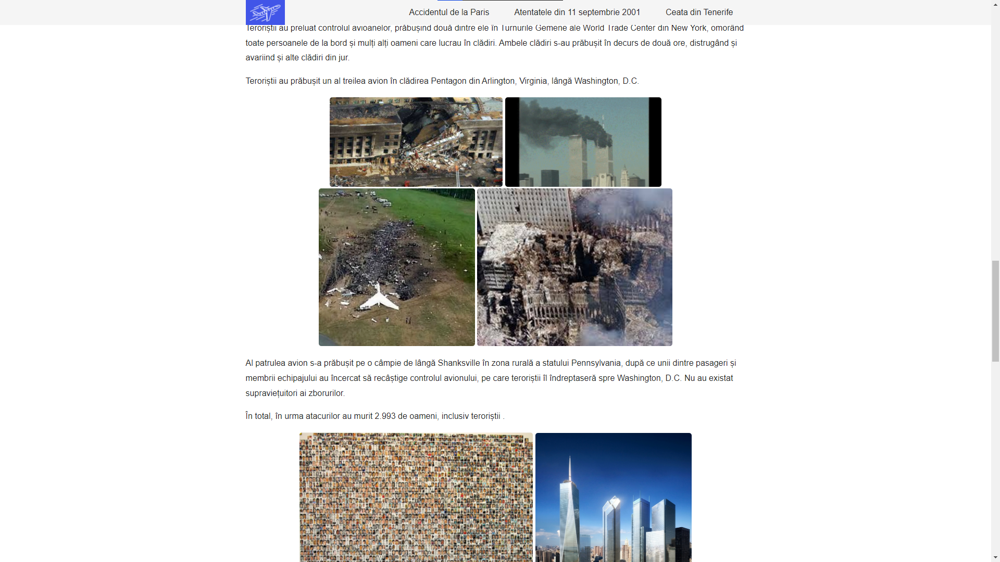 Accidentul de la Paris
Atentatele din 11 septembrie 2001
Ceata din Tenerife
Teroriștii au preluat controlul avioanelor, prăbușind două dintre ele în Turnurile Gemene ale World Trade Center din New York, omorând
toate persoanele de la bord și mulți alți oameni care lucrau în clădiri. Ambele clădiri s-au prăbușit în decurs de două ore, distrugând și
avariind și alte clădiri din jur.
Teroriștii au prăbușit un al treilea avion în clădirea Pentagon din Arlington, Virginia, lângă Washington, D.C.
Al patrulea avion s-a prăbușit pe o câmpie de lângă Shanksville în zona rurală a statului Pennsylvania, după ce unii dintre pasageri și
membrii echipajului au încercat să recâștige controlul avionului, pe care teroriștii îl îndreptaseră spre Washington, D.C. Nu au existat
supraviețuitori ai zborurilor.
În total, în urma atacurilor au murit 2.993 de oameni, inclusiv teroriștii .